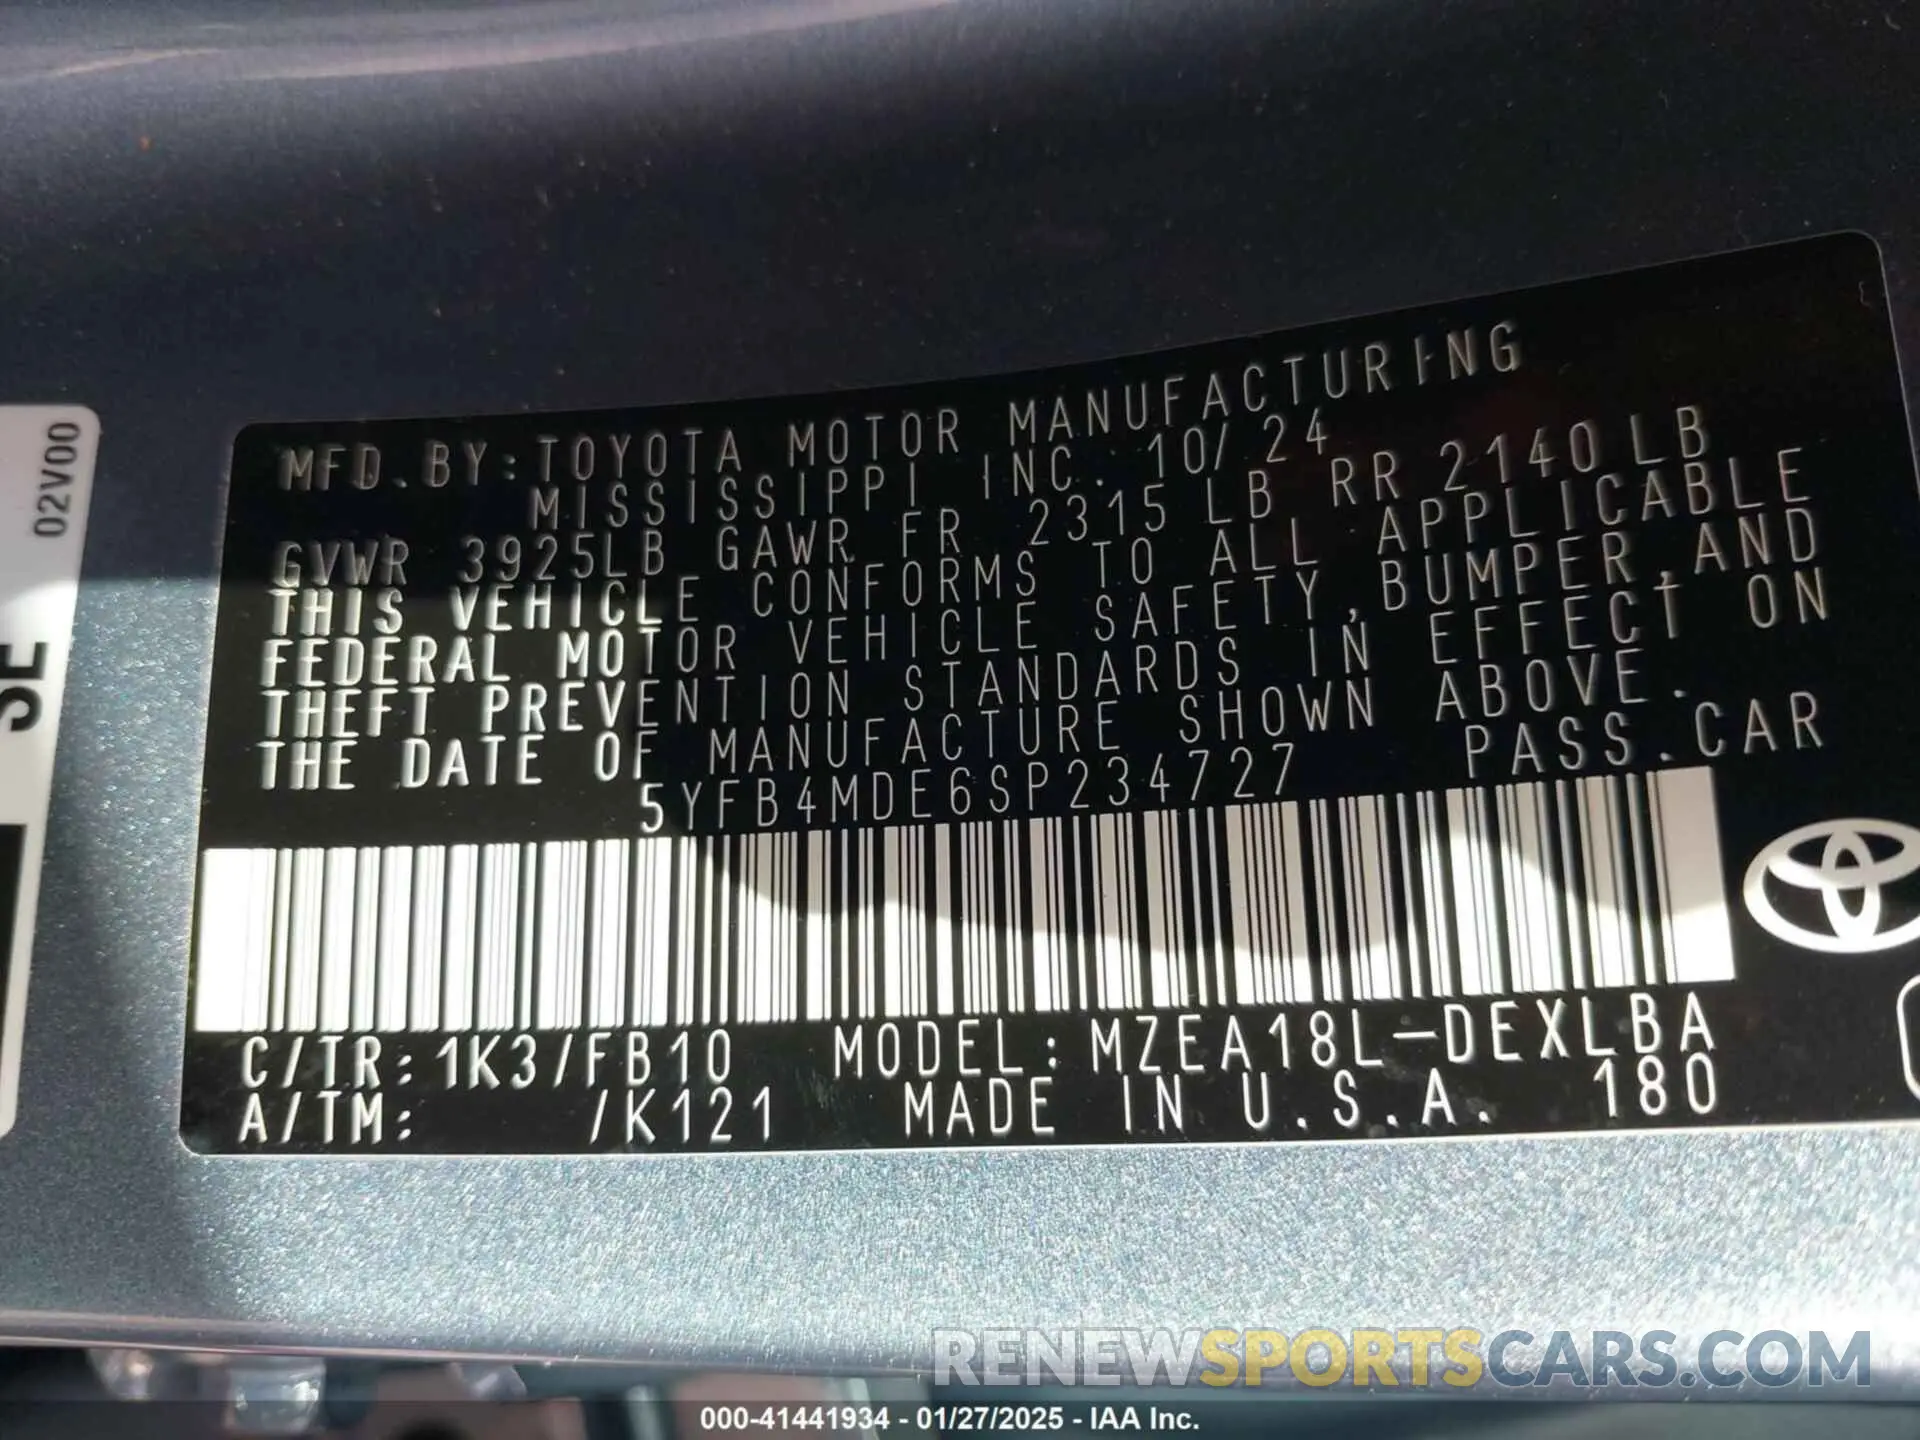 02V00
SE
MFD.BY:TOYOTA MOTOR MANUFACTURING
MISSISSIPPI INC. 10/24
GVWR 3925LB GAWR FR 2315 LB RR 2140LB
THIS VEHICLE CONFORMS TO ALL APPLICABLE
FEDERAL MOTOR VEHICLE SAFETY,BUMPER,AND
THEFT PREVENTION STANDARDS IN EFFECT ON
THE DATE OF MANUFACTURE SHOWN ABOVE.
5YFB4MDE6SP234727 PASS.CAR
C/TR:1K3/FB10 MODEL:MZEA18L-DEXLBA
A/TM: /K121 MADE IN U.S.A. 180
RENEWSPORTSCARS.COM
000-41441934 - 01/27/2025 - IAA Inc.